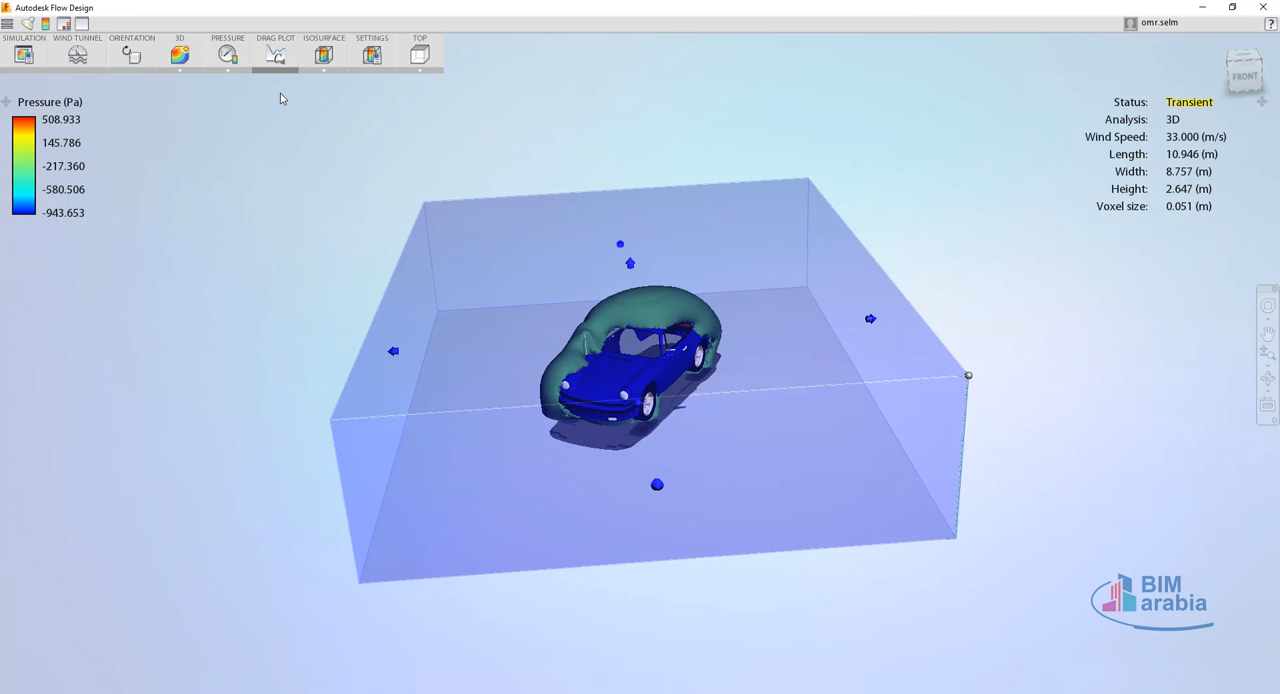 Autodesk Flow Design
omr.selm
?
SIMULATION WIND TUNNEL ORIENTATION 3D PRESSURE DRAG PLOT ISOSURFACE SETTINGS TOP
FRONT
Pressure (Pa)
508.933
145.786
-217.360
-580.506
-943.653
Status: Transient
Analysis: 3D
Wind Speed: 33.000 (m/s)
Length: 10.946 (m)
Width: 8.757 (m)
Height: 2.647 (m)
Voxel size: 0.051 (m)
BIM
arabia